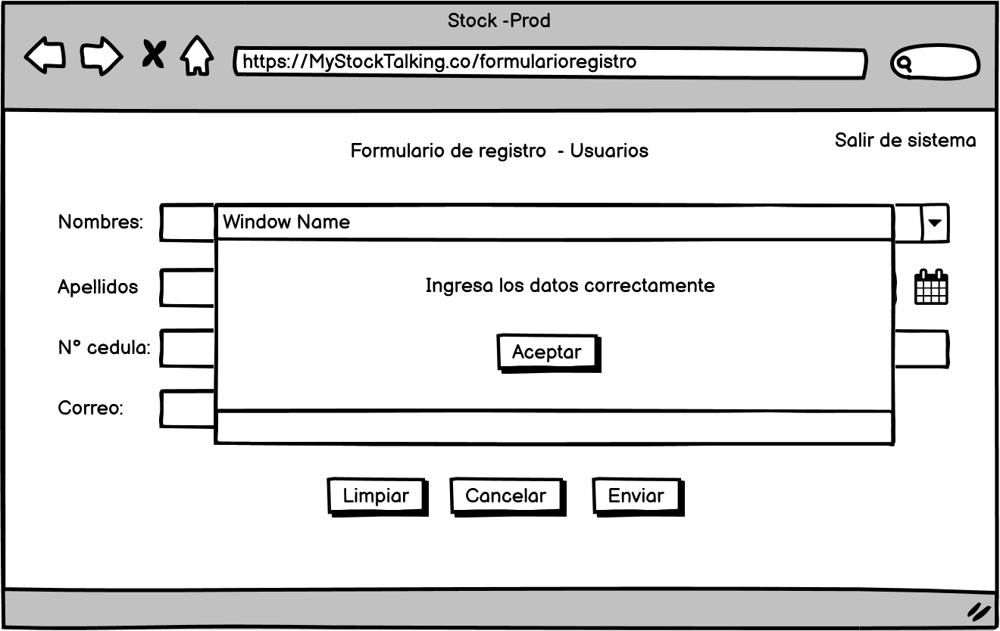 Stock -Prod
https://MyStockTalking.co/formularioregistro
Salir de sistema
Formulario de registro - Usuarios
Nombres:
Window Name
Apellidos
Ingresa los datos correctamente
N° cedula:
Aceptar
Correo:
Limpiar
Cancelar
Enviar